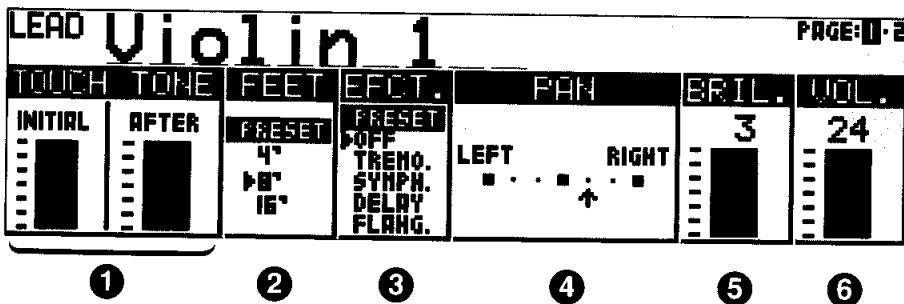 LEAD Violin 1 PAGE:1·2
TOUCH TONE FEET EFCT. PAN BRIL. VOL.
INITIAL AFTER
PRESET
4'
8'
16'
PRESET
OFF
TREMO.
SYMPH.
DELAY
FLANG.
LEFT RIGHT
3
24
1 2 3 4 5 6